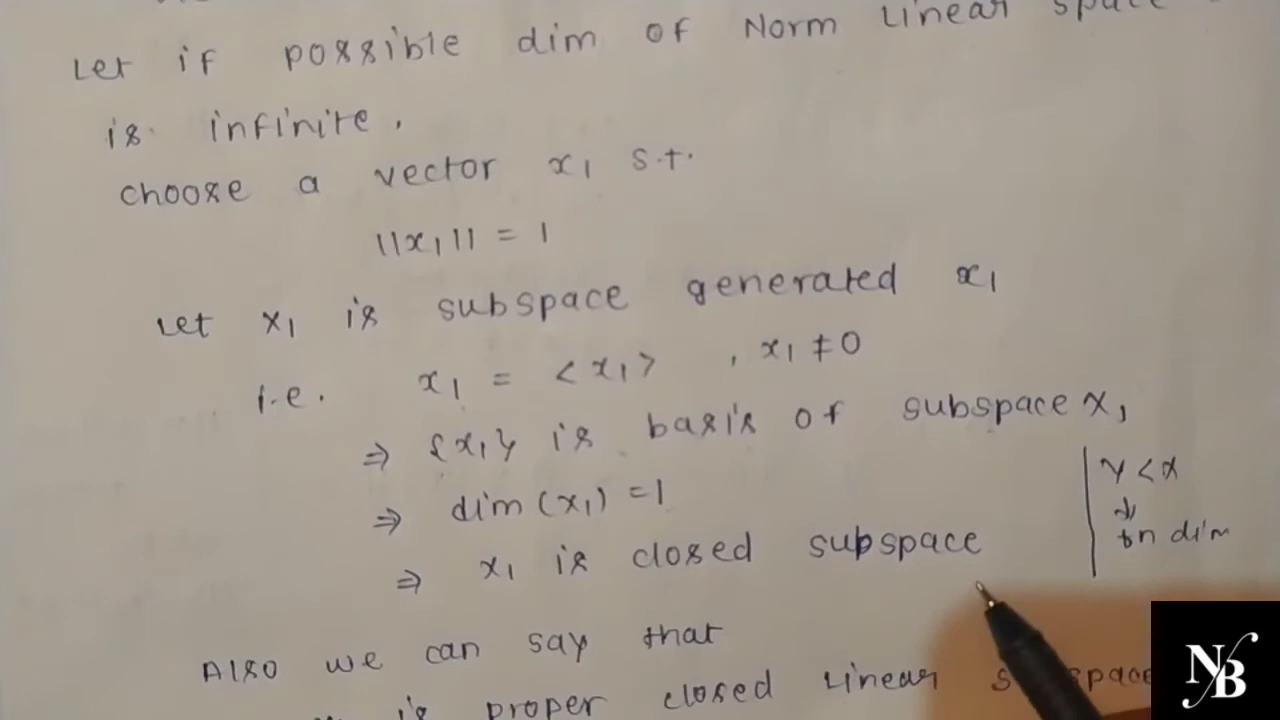 Let if possible dim of Norm Linear space
is infinite.
choose a vector x1 s.t.
||x1|| = 1
Let X1 is subspace generated x1
i.e. x1 = <x1> , x1 ≠ 0
⇒ {x1} is basis of subspace X1
⇒ dim (x1) = 1
⇒ x1 is closed subspace
Y < X
↓
fn dim
Also we can say that
is proper closed Linear
NB